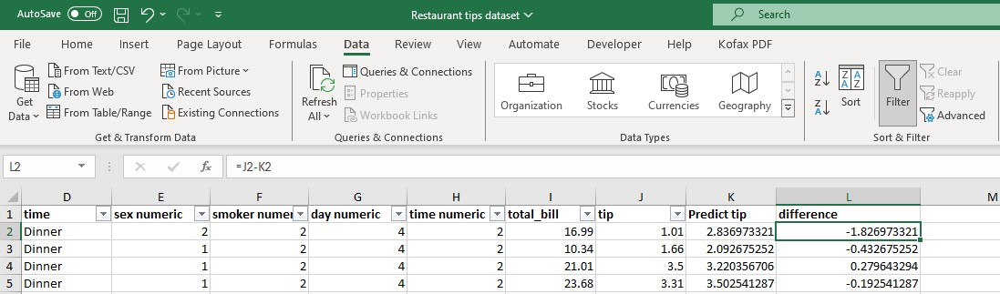 AutoSave Off Restaurant tips dataset Search
File Home Insert Page Layout Formulas Data Review View Automate Developer Help Kofax PDF
Get Data
From Text/CSV
From Web
From Table/Range
From Picture
Recent Sources
Existing Connections
Get & Transform Data
Refresh All
Queries & Connections
Properties
Workbook Links
Queries & Connections
Organization Stocks Currencies Geography
Data Types
Sort Filter
Clear
Reapply
Advanced
Sort & Filter
L2 fx =J2-K2
D E F G H I J K L M
1 time sex numeric smoker numer day numeric time numeric total_bill tip Predict tip difference
2 Dinner 2 2 4 2 16.99 1.01 2.836973321 -1.826973321
3 Dinner 1 2 4 2 10.34 1.66 2.092675252 -0.432675252
4 Dinner 1 2 4 2 21.01 3.5 3.220356706 0.279643294
5 Dinner 1 2 4 2 23.68 3.31 3.502541287 -0.192541287